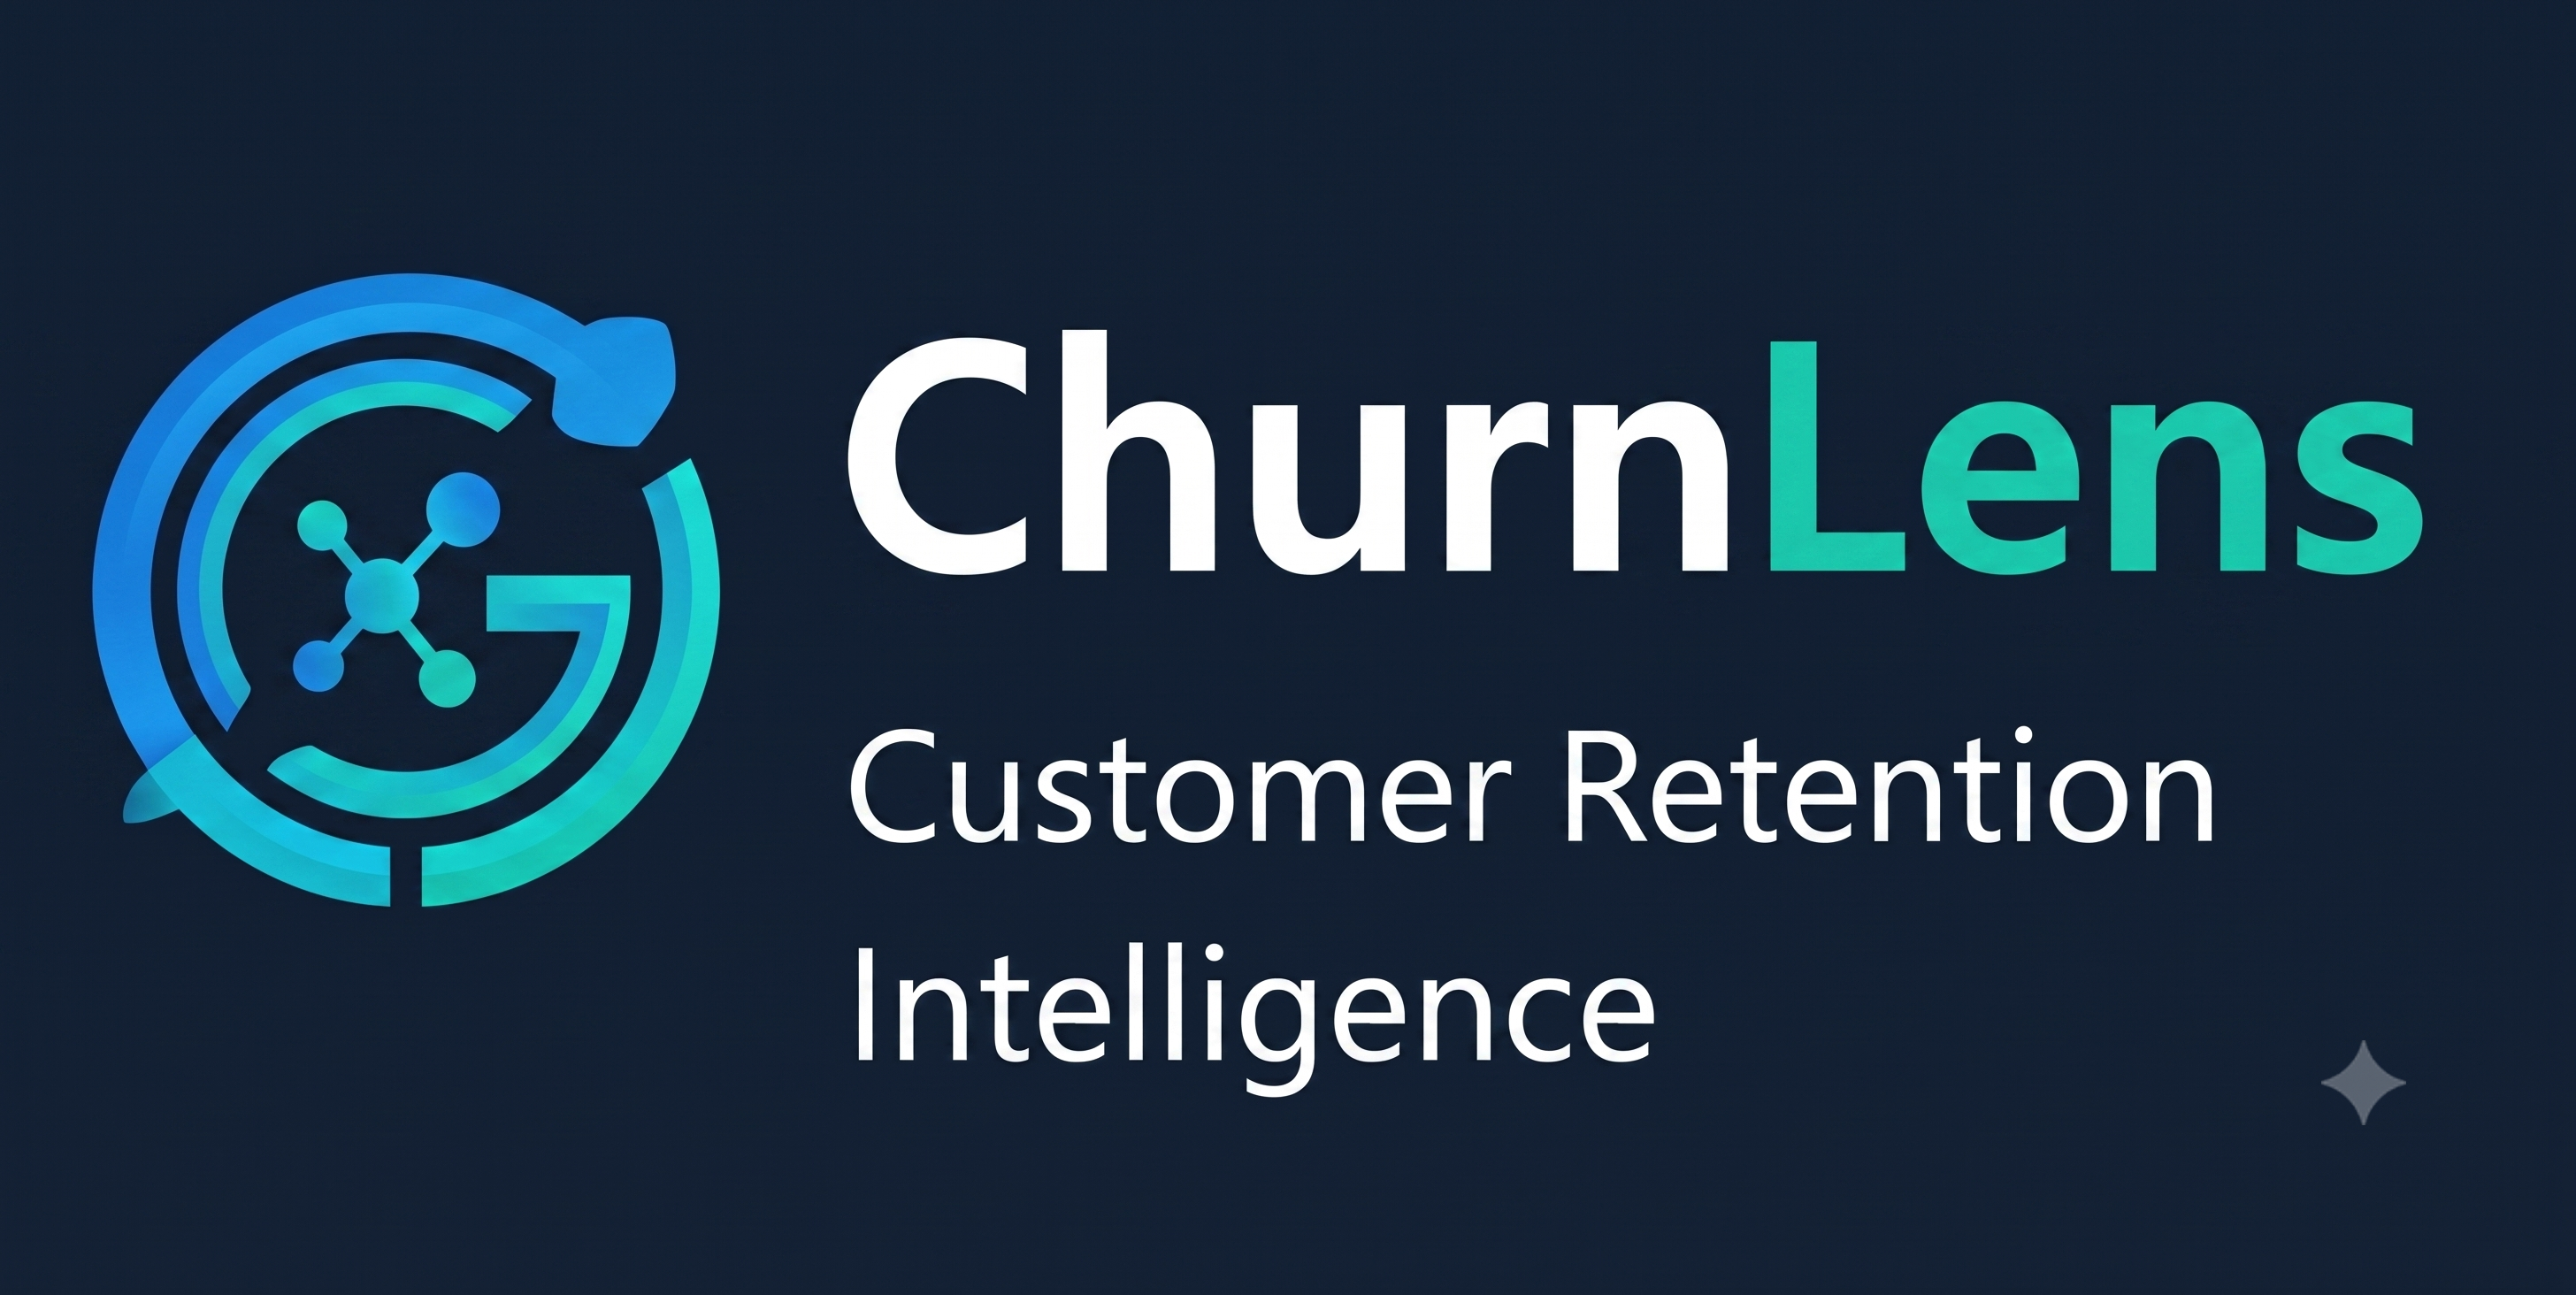 ChurnLens
Customer Retention
Intelligence